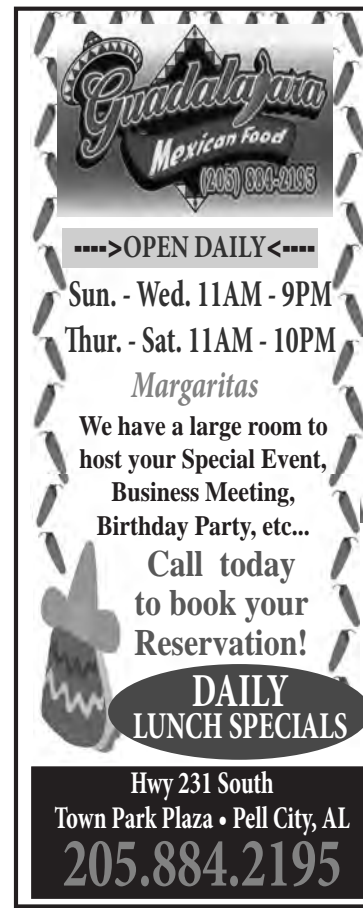 Guadalajara
Mexican Food
(205) 884-2195
---->OPEN DAILY<----
Sun. - Wed. 11AM - 9PM
Thur. - Sat. 11AM - 10PM
Margaritas
We have a large room to
host your Special Event,
Business Meeting,
Birthday Party, etc...
Call today
to book your
Reservation!
DAILY
LUNCH SPECIALS
Hwy 231 South
Town Park Plaza • Pell City, AL
205.884.2195